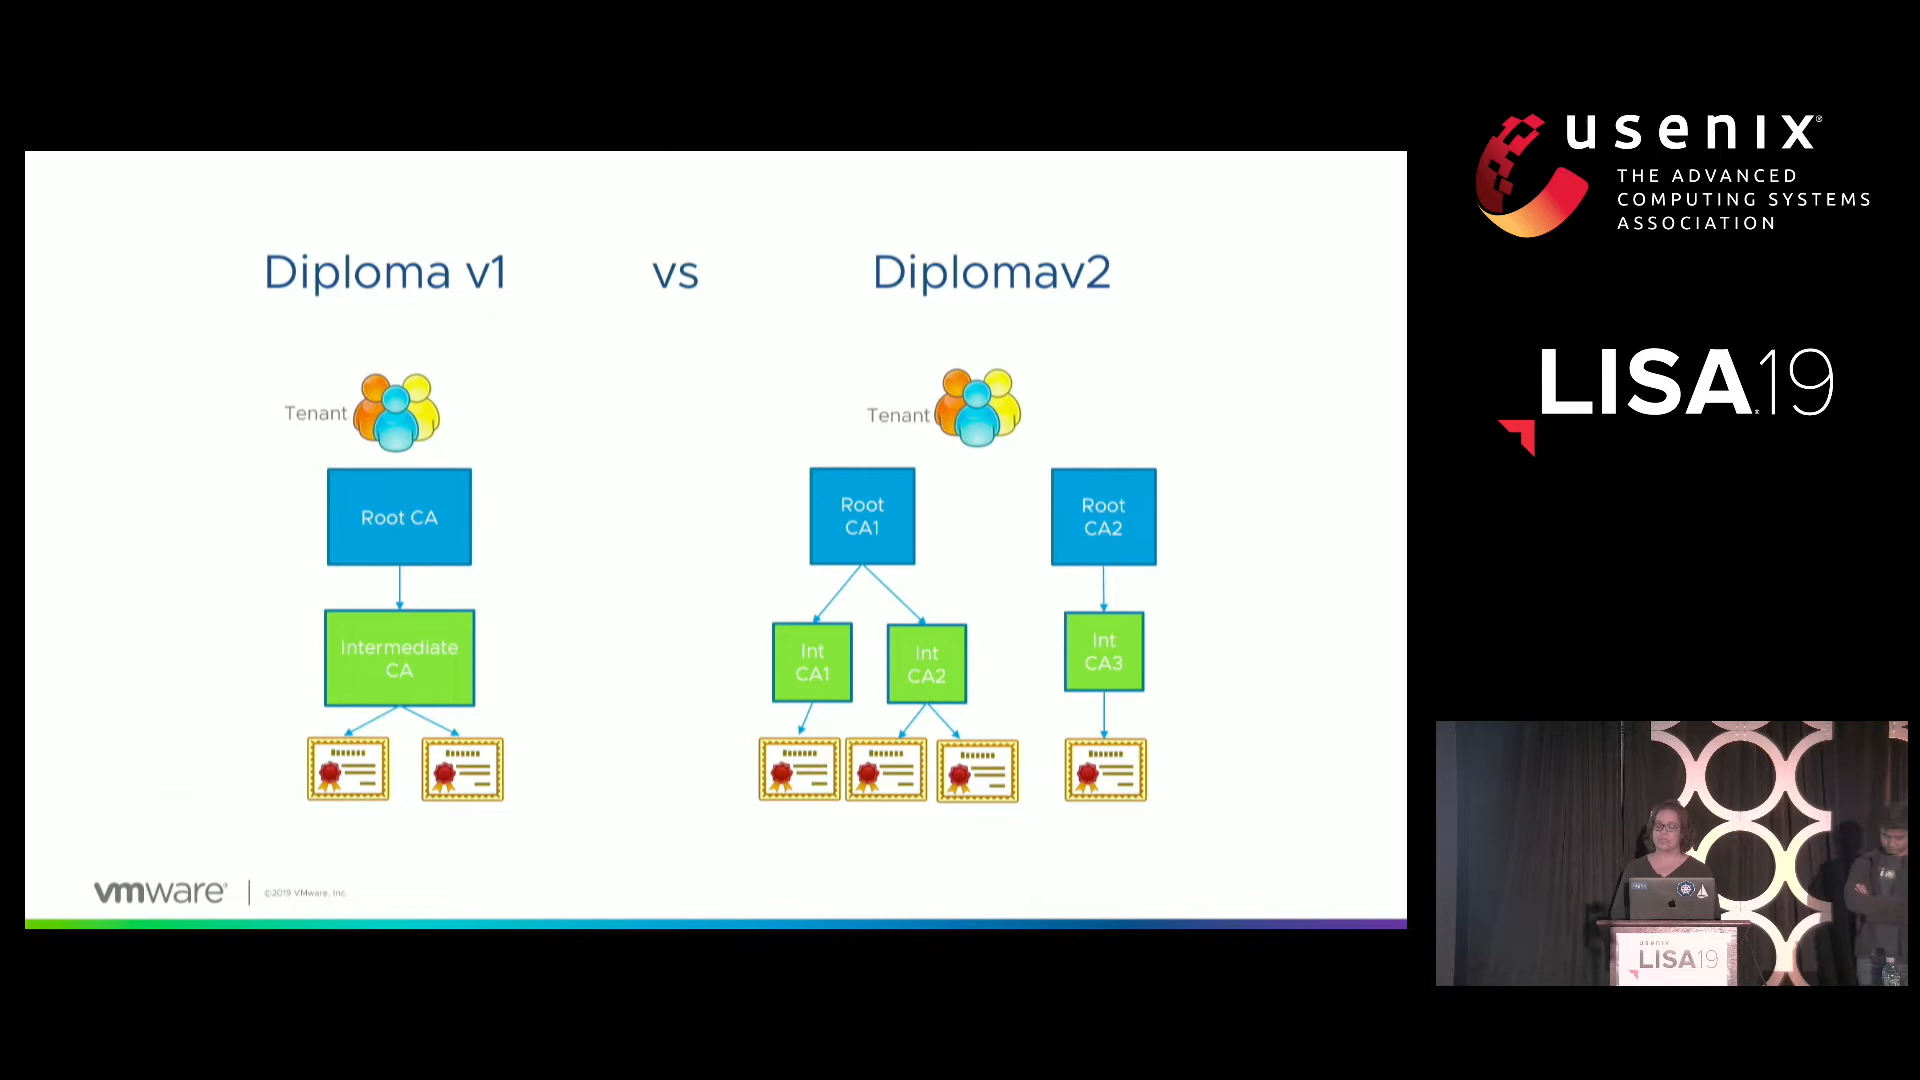 Diploma v1 vs Diplomav2
Tenant
Root CA
Intermediate
CA
Tenant
Root
CA1
Root
CA2
Int
CA1
Int
CA2
Int
CA3
vmware
©2019 VMware, Inc.
usenix
THE ADVANCED
COMPUTING SYSTEMS
ASSOCIATION
LISA19
usenix
LISA19